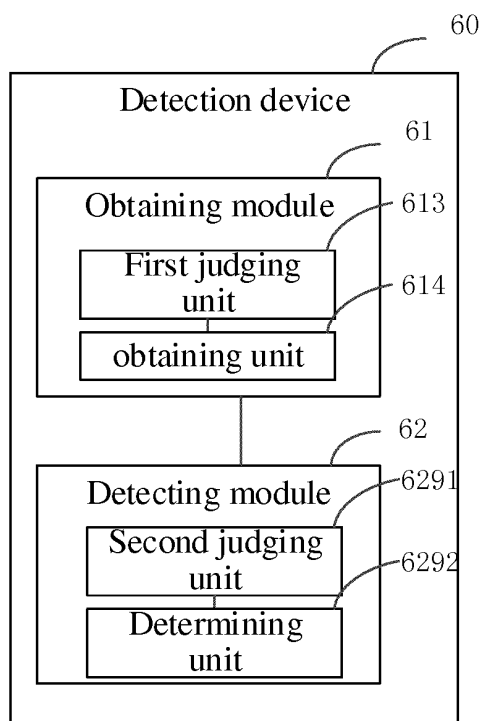 60
Detection device
61
Obtaining module
613
First judging
unit
614
obtaining unit
62
Detecting module
6291
Second judging
unit
6292
Determining
unit